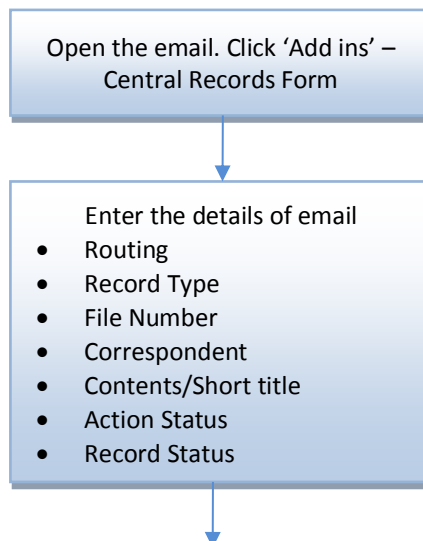 Open the email. Click ‘Add ins’ –
Central Records Form
Enter the details of email
• Routing
• Record Type
• File Number
• Correspondent
• Contents/Short title
• Action Status
• Record Status